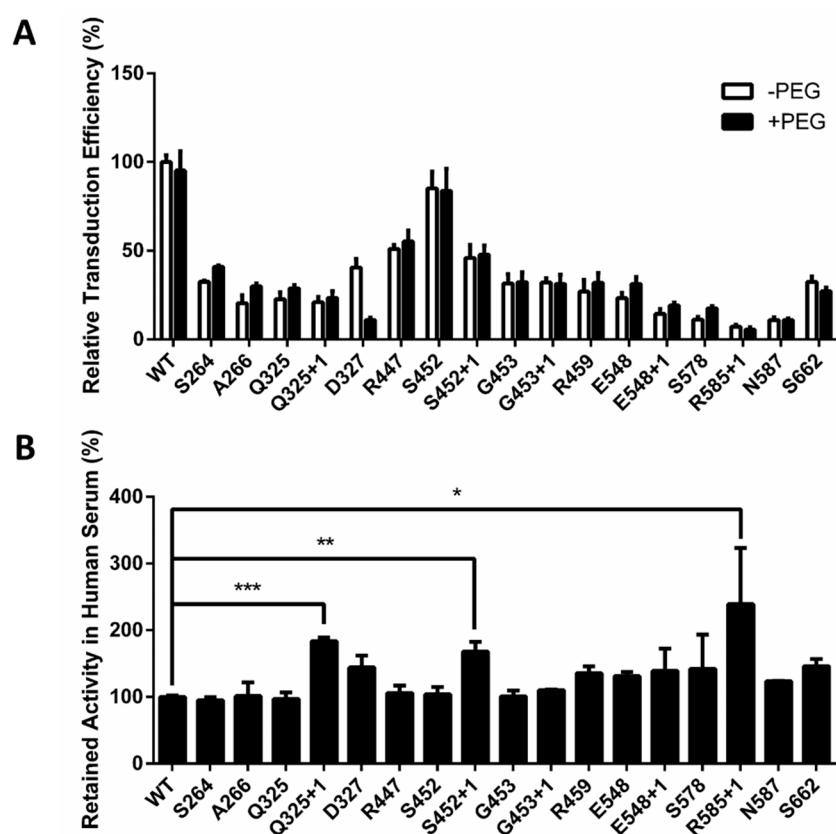 A
Relative Transduction Efficiency (%)
150
100
50
0
-PEG
+PEG
WT
S264
A266
Q325
Q325+1
D327
R447
S452
S452+1
G453
G453+1
R459
E548
E548+1
S578
R585+1
N587
S662
B
Retained Activity in Human Serum (%)
400
300
200
100
0
*
**
***
WT
S264
A266
Q325
Q325+1
D327
R447
S452
S452+1
G453
G453+1
R459
E548
E548+1
S578
R585+1
N587
S662